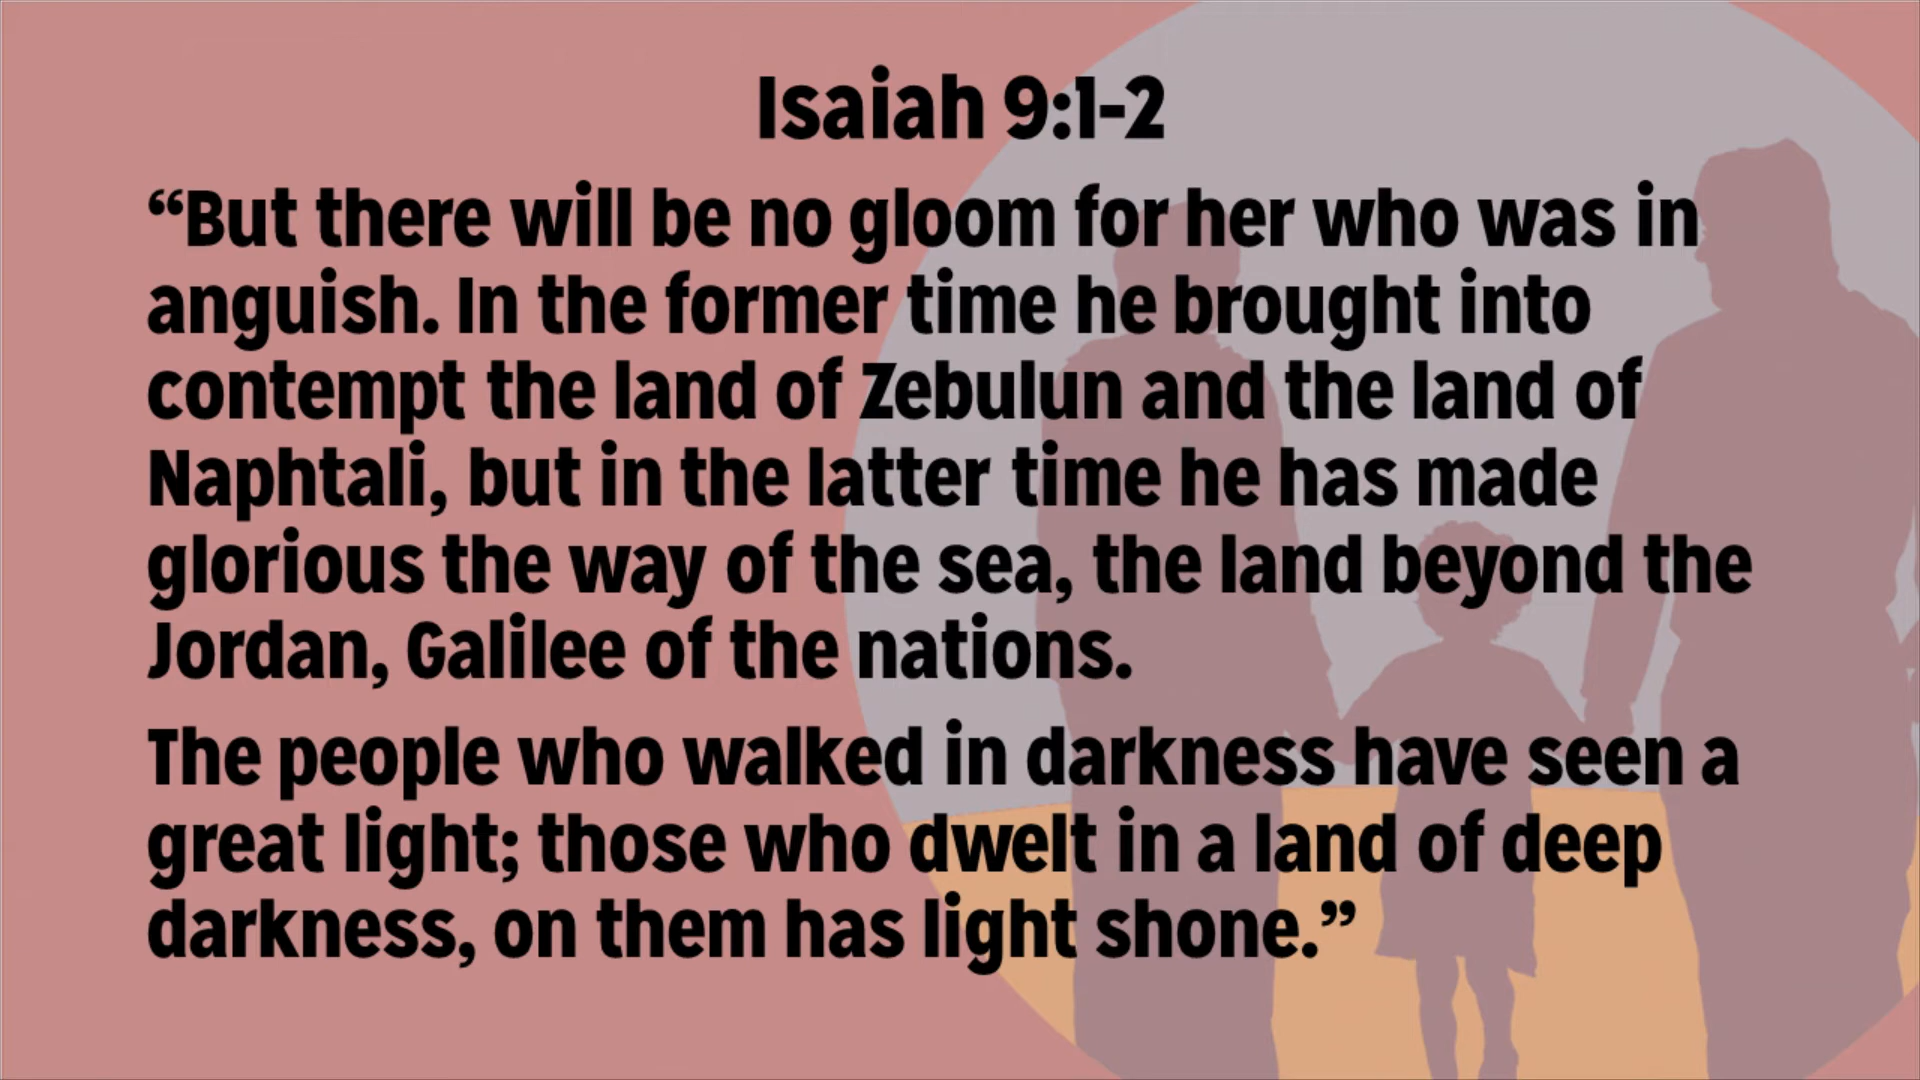 Isaiah 9:1-2
“But there will be no gloom for her who was in
anguish. In the former time he brought into
contempt the land of Zebulun and the land of
Naphtali, but in the latter time he has made
glorious the way of the sea, the land beyond the
Jordan, Galilee of the nations.
The people who walked in darkness have seen a
great light; those who dwelt in a land of deep
darkness, on them has light shone.”